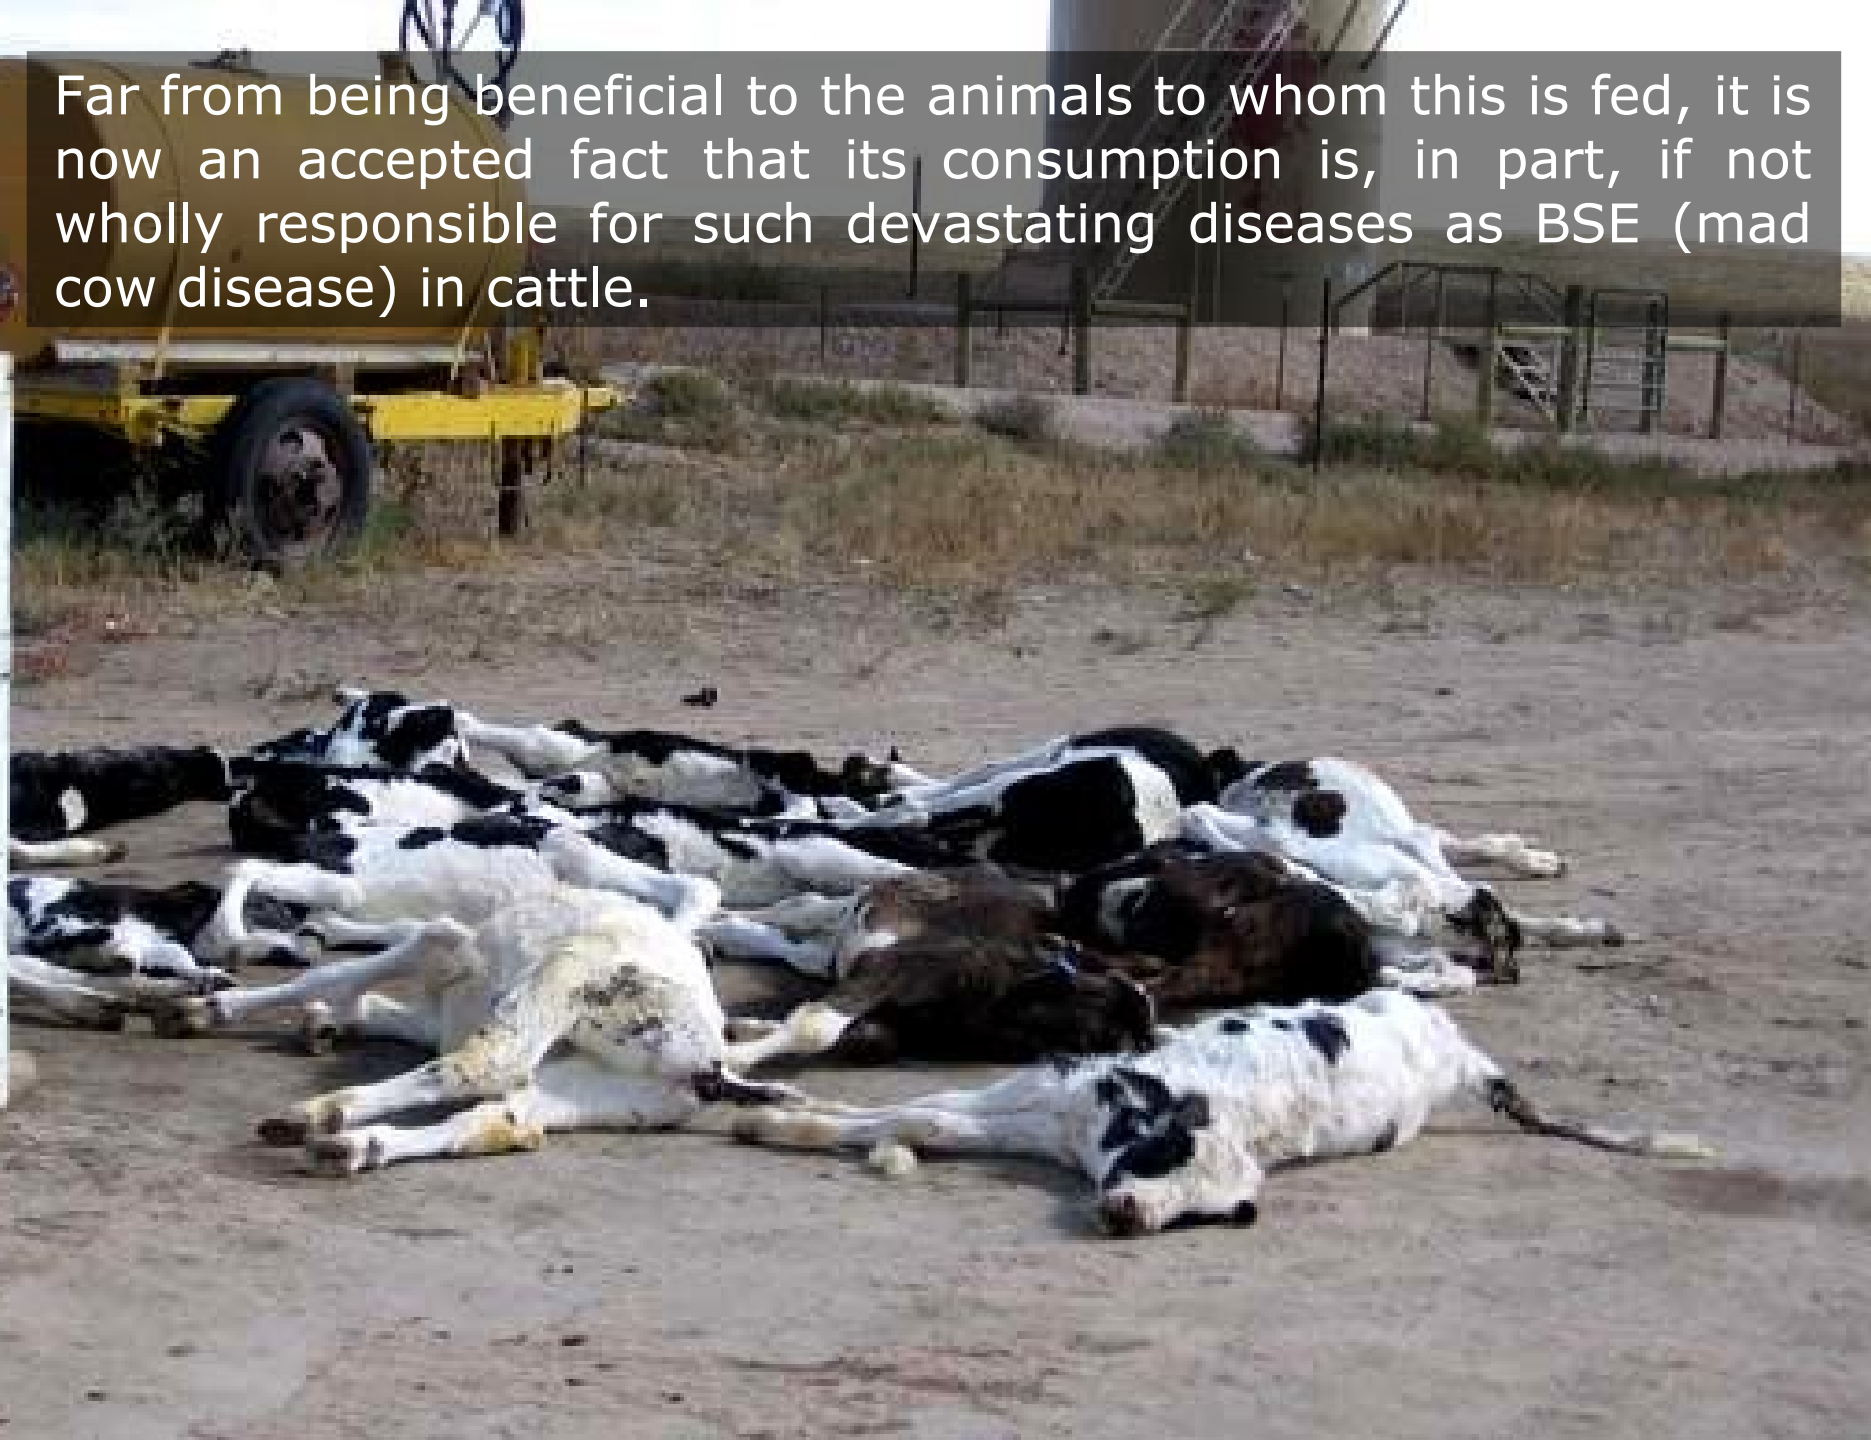 Far from being beneficial to the animals to whom this is fed, it is
now an accepted fact that its consumption is, in part, if not
wholly responsible for such devastating diseases as BSE (mad
cow disease) in cattle.